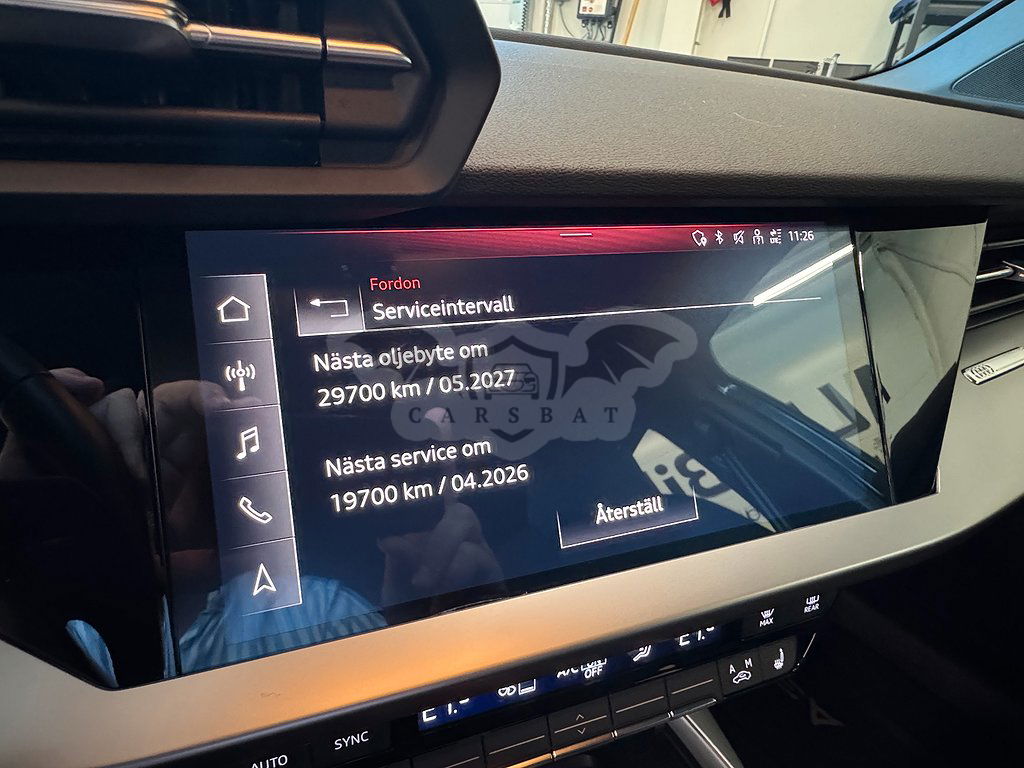 11:26
Fordon
Serviceintervall
Nästa oljebyte om
29700 km / 05.2027
CARSBAT
Nästa service om
19700 km / 04.2026
Återställ
MAX
REAR
A/C
OFF
A M
SYNC
AUTO